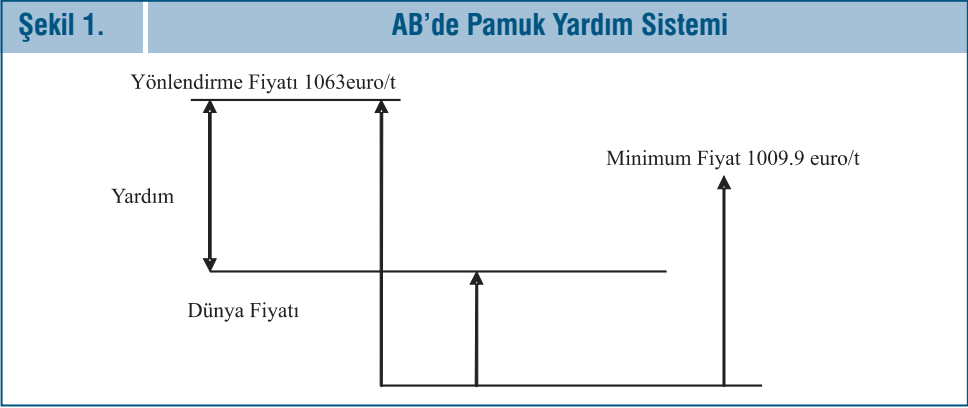 Şekil 1.
AB'de Pamuk Yardım Sistemi
Yönlendirme Fiyatı 1063euro/t
Minimum Fiyat 1009.9 euro/t
Yardım
Dünya Fiyatı